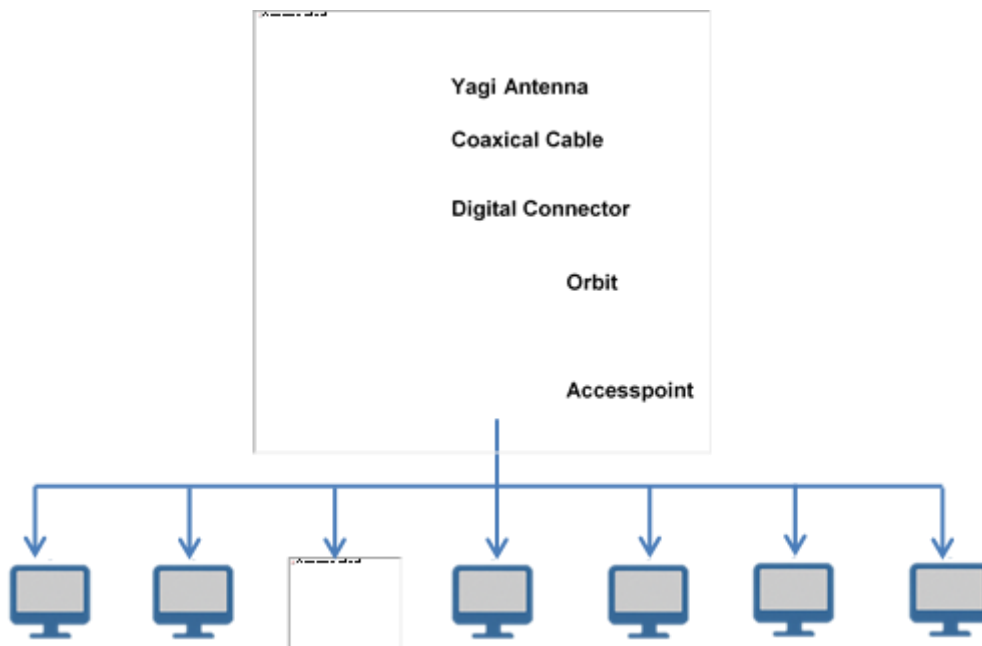 Yagi Antenna
Coaxical Cable
Digital Connector
Orbit
Accesspoint